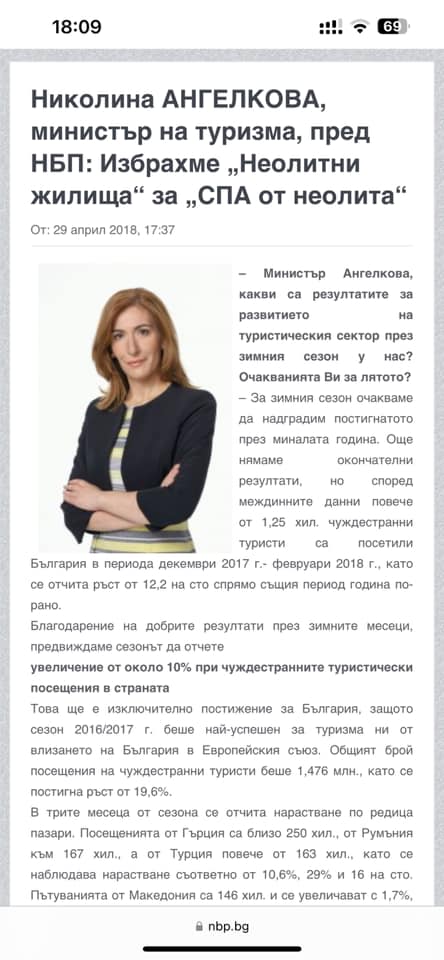 18:09
69
Николина АНГЕЛКОВА,
министър на туризма, пред
НБП: Избрахме „Неолитни
жилища“ за „СПА от неолита“
От: 29 април 2018, 17:37
– Министър Ангелкова,
какви са резултатите за
развитието на
туристическия сектор през
зимния сезон у нас?
Очакванията Ви за лятото?
– За зимния сезон очакваме
да надградим постигнатото
през миналата година. Още
нямаме окончателни
резултати, но според
междинните данни повече
от 1,25 хил. чуждестранни
туристи са посетили
България в периода декември 2017 г.- февруари 2018 г., като
се отчита ръст от 12,2 на сто спрямо същия период година по-
рано.
Благодарение на добрите резултати през зимните месеци,
предвиждаме сезонът да отчете
увеличение от около 10% при чуждестранните туристически
посещения в страната
Това ще е изключително постижение за България, защото
сезон 2016/2017 г. беше най-успешен за туризма ни от
влизането на България в Европейския съюз. Общият брой
посещения на чуждестранни туристи беше 1,476 млн., като се
постигна ръст от 19,6%.
В трите месеца от сезона се отчита нарастване по редица
пазари. Посещенията от Гърция са близо 250 хил., от Румъния
към 167 хил., а от Турция повече от 163 хил., като се
наблюдава нарастване съответно от 10,6%, 29% и 16 на сто.
Пътуванията от Македония са 146 хил. и се увеличават с 1,7%,
nbp.bg